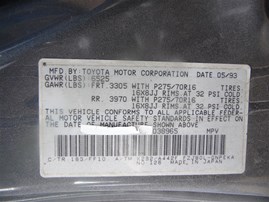 MFD.BY:TOYOTA MOTOR CORPORATION DATE 05/93
GVWR(LBS) 6525
GAWR(LBS):FRT. 3305 WITH P275/70R16 TIRES
16X8JJ RIMS AT 32 PSI COLD
RR. 3970 WITH P275/70R16 TIRES
16X8JJ RIMS AT 32 PSI COLD
THIS VEHICLE CONFORMS TO ALL APPLICABLE FEDERAL
MOTOR VEHICLE SAFETY STANDARDS IN EFFECT ON THE
DATE OF MANUFACTURE SHOWN ABOVE.
038965 MPV
MADE IN JAPAN